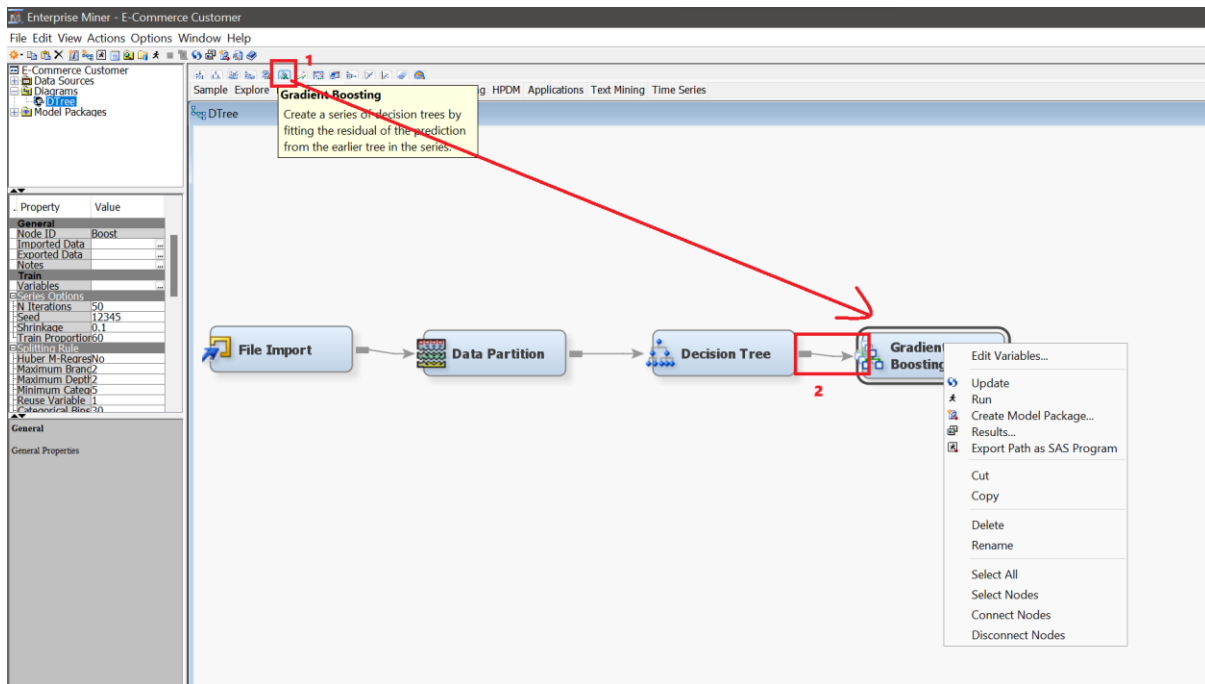 Enterprise Miner - E-Commerce Customer
File Edit View Actions Options Window Help
1
E-Commerce Customer
Data Sources
Diagrams
DTree
Model Packages
Sample Explore
g HPDM Applications Text Mining Time Series
Gradient Boosting
Create a series of decision trees by
fitting the residual of the prediction
from the earlier tree in the series.
DTree
.. Property Value
General
Node ID Boost
Imported Data ...
Exported Data ...
Notes ...
Train
Variables ...
Series Options
N Iterations 50
Seed 12345
Shrinkage 0.1
Train Proportion 60
Splitting Rule
Huber M-Regres No
Maximum Branc 2
Maximum Depth 2
Minimum Categ 5
Reuse Variable 1
Categorical Bins 30
General
General Properties
File Import
Data Partition
Decision Tree
2
Gradient
Boosting
Edit Variables...
Update
Run
Create Model Package...
Results...
Export Path as SAS Program
Cut
Copy
Delete
Rename
Select All
Select Nodes
Connect Nodes
Disconnect Nodes